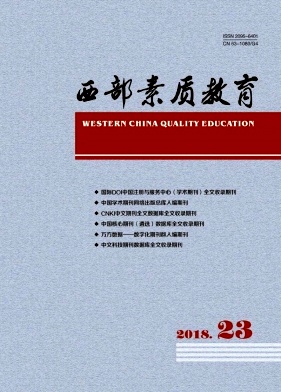 ISSN 2095-6401
CN 63-1080/G4
西部素质教育
WESTERN CHINA QUALITY EDUCATION
◆ 国际DOI中国注册与服务中心（学术期刊）全文收录期刊
◆ 中国学术期刊网络出版总库入编期刊
◆ CNKI中文期刊全文数据库全文收录期刊
◆ 中国核心期刊（遴选）数据库全文收录期刊
◆ 万方数据——数字化期刊群入编期刊
◆ 中文科技期刊数据库全文收录期刊
2018. 23